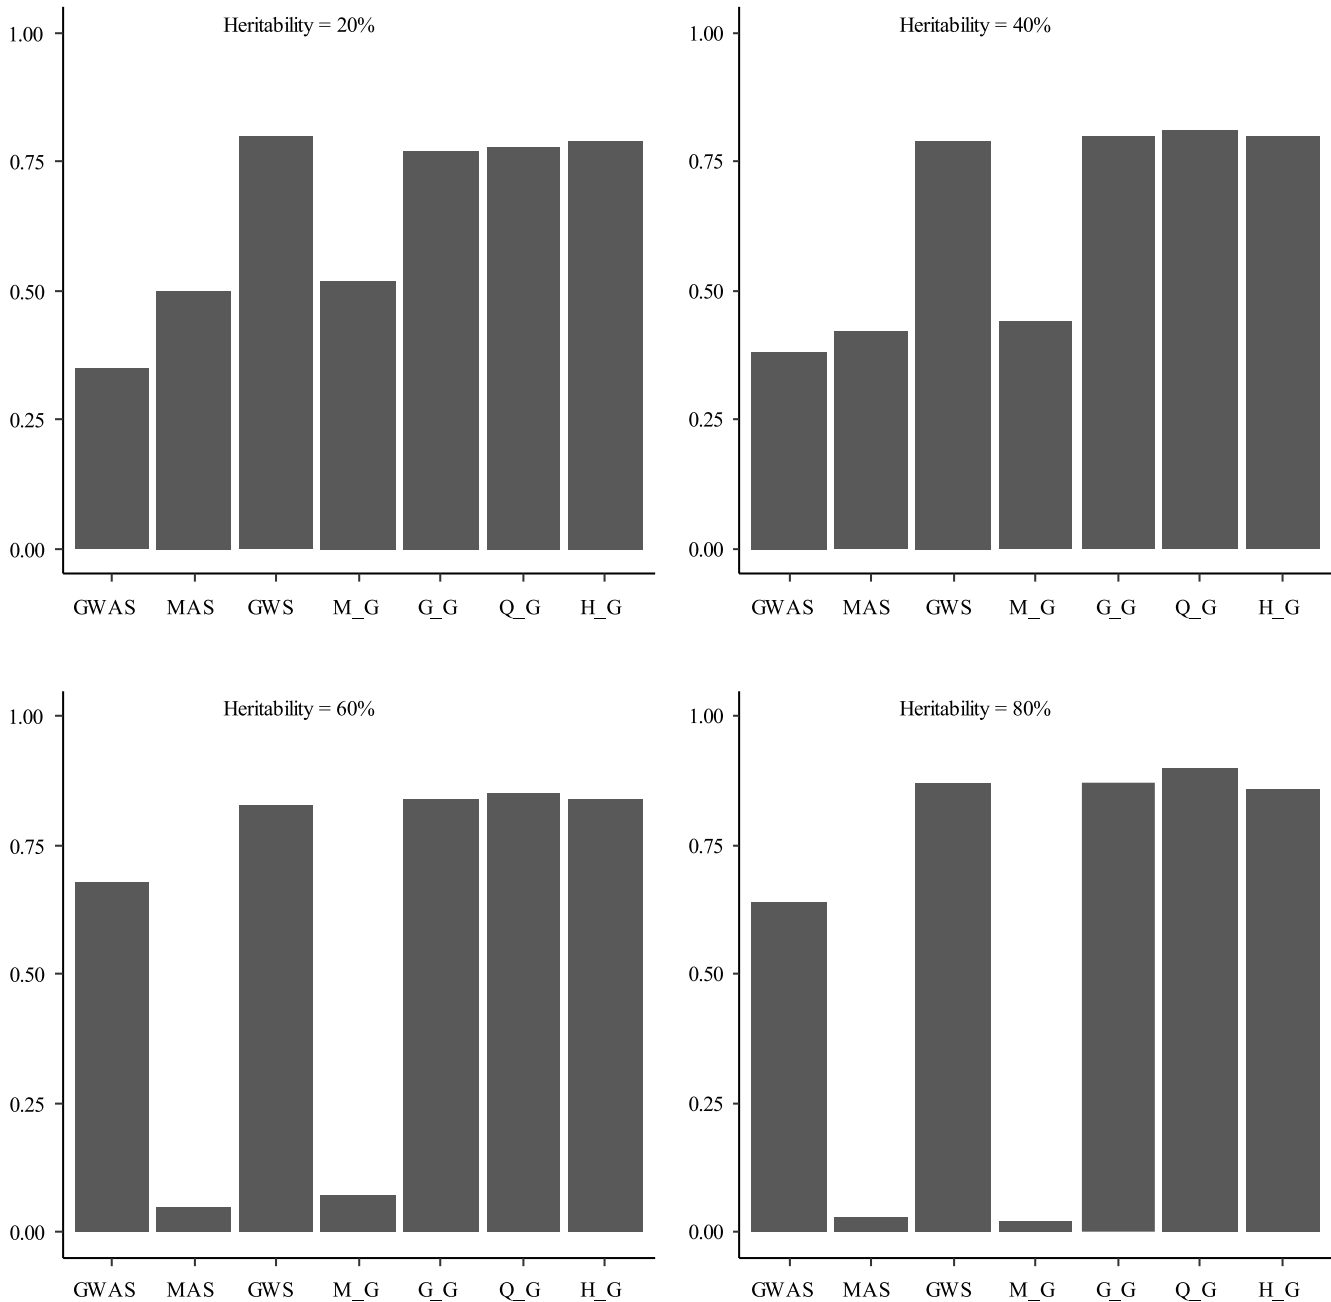 Heritability = 20%
1.00
0.75
0.50
0.25
0.00
GWAS MAS GWS M_G G_G Q_G H_G
Heritability = 40%
1.00
0.75
0.50
0.25
0.00
GWAS MAS GWS M_G G_G Q_G H_G
Heritability = 60%
1.00
0.75
0.50
0.25
0.00
GWAS MAS GWS M_G G_G Q_G H_G
Heritability = 80%
1.00
0.75
0.50
0.25
0.00
GWAS MAS GWS M_G G_G Q_G H_G